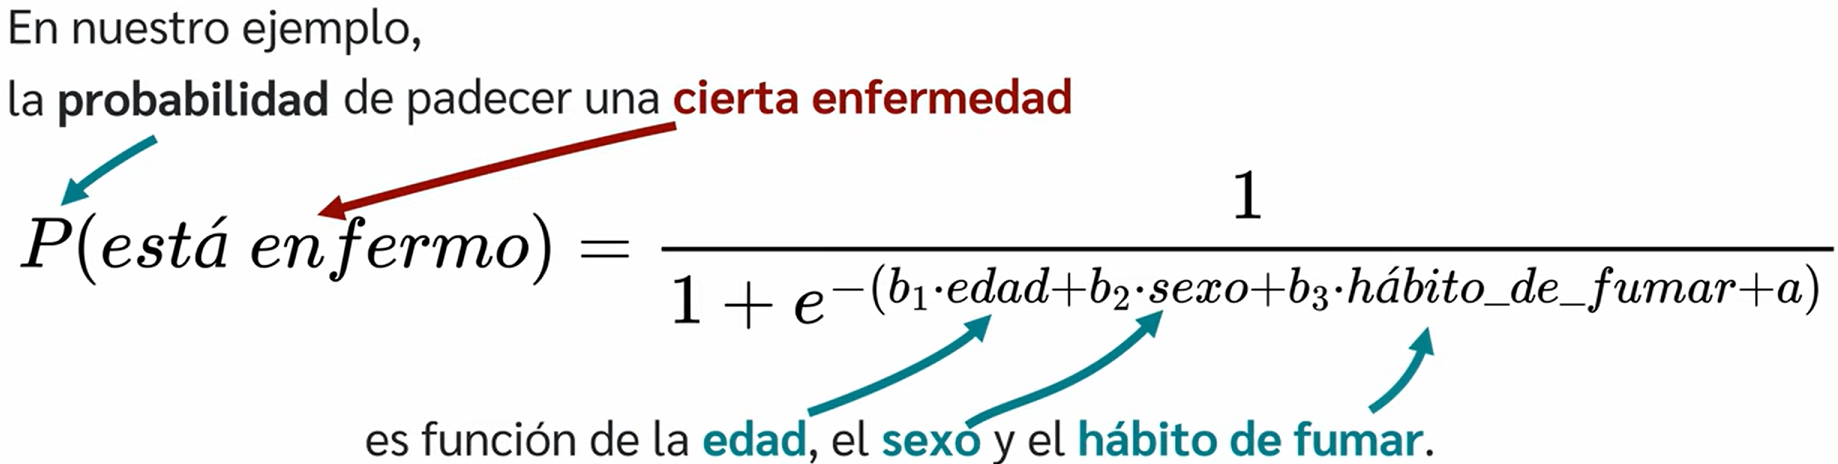 En nuestro ejemplo,
la probabilidad de padecer una cierta enfermedad
P(está enfermo) = 1 / (1 + e^−(b₁·edad+b₂·sexo+b₃·hábito_de_fumar+a))
es función de la edad, el sexo y el hábito de fumar.